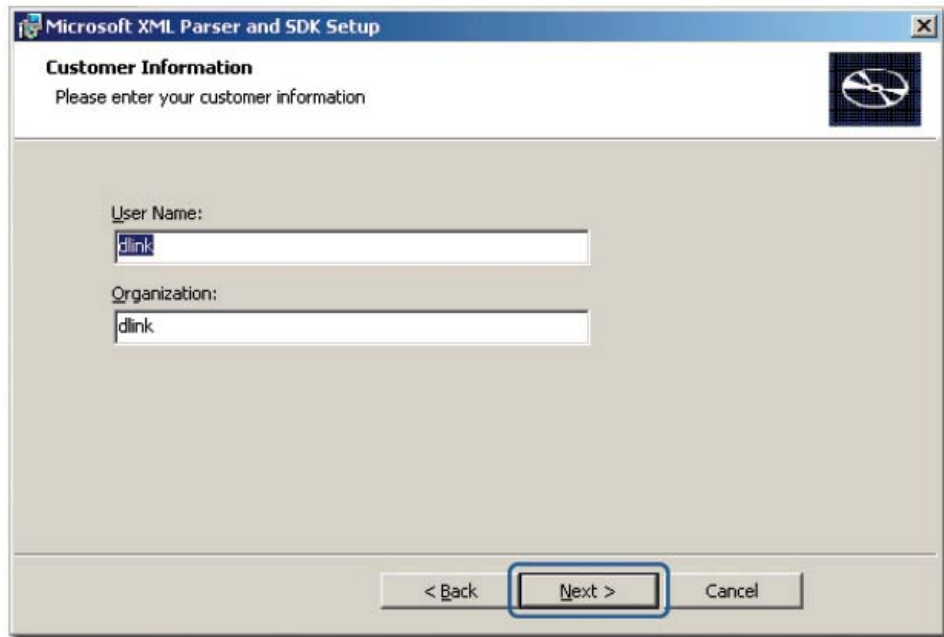 Microsoft XML Parser and SDK Setup
Customer Information
Please enter your customer information
User Name:
dlink
Organization:
dlink
< Back
Next >
Cancel